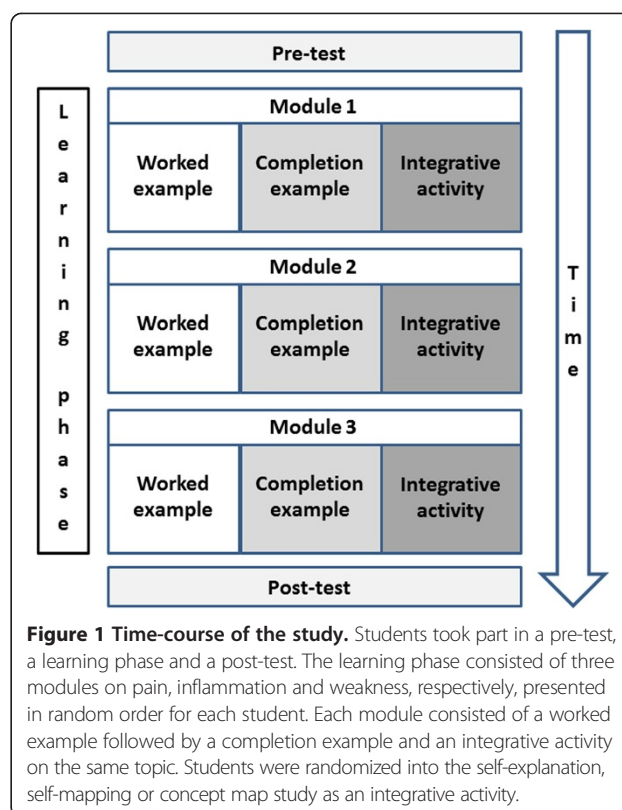 Pre-test
Learning phase
Module 1
Worked example
Completion example
Integrative activity
Module 2
Worked example
Completion example
Integrative activity
Module 3
Worked example
Completion example
Integrative activity
Post-test
Time
Figure 1 Time-course of the study. Students took part in a pre-test,
a learning phase and a post-test. The learning phase consisted of three
modules on pain, inflammation and weakness, respectively, presented
in random order for each student. Each module consisted of a worked
example followed by a completion example and an integrative activity
on the same topic. Students were randomized into the self-explanation,
self-mapping or concept map study as an integrative activity.